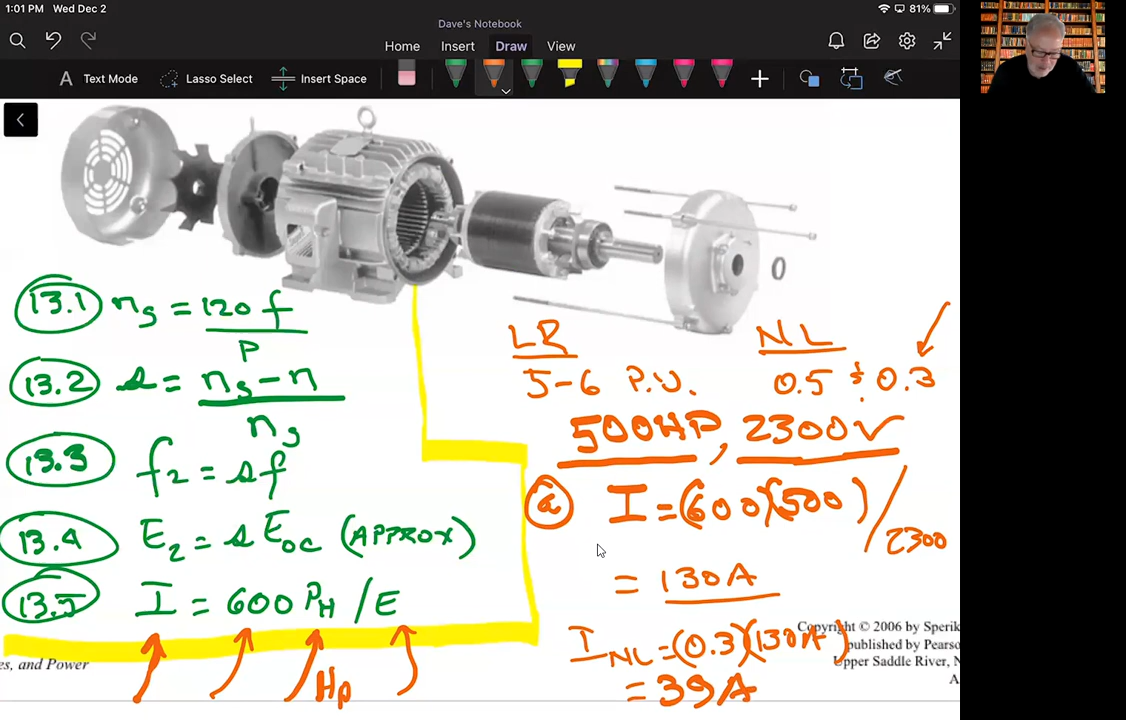 1:01 PM Wed Dec 2
81%
Dave's Notebook
Home Insert Draw View
A Text Mode Lasso Select Insert Space
13.1 ns = 120 f / P
13.2 s = ns - n / ns
13.3 f2 = sf
13.4 E2 = s EOC (APPROX)
13.5 I = 600 PH / E
HP
LR
5-6 P.U.
NL
0.5 & 0.3
500HP, 2300V
a I = (600)(500) / 2300
= 130A
INL = (0.3)(130A)
= 39A
Copyright © 2006 by Sperik
published by Pearso
Upper Saddle River, N
A
es, and Power